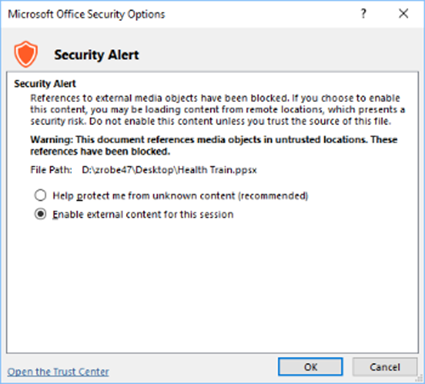 Microsoft Office Security Options
?
Security Alert
Security Alert
References to external media objects have been blocked. If you choose to enable
this content, you may be loading content from remote locations, which presents a
security risk. Do not enable this content unless you trust the source of this file.
Warning: This document references media objects in untrusted locations. These
references have been blocked.
File Path: D:\zrobe47\Desktop\Health Train.ppsx
Help protect me from unknown content (recommended)
Enable external content for this session
Open the Trust Center
OK
Cancel